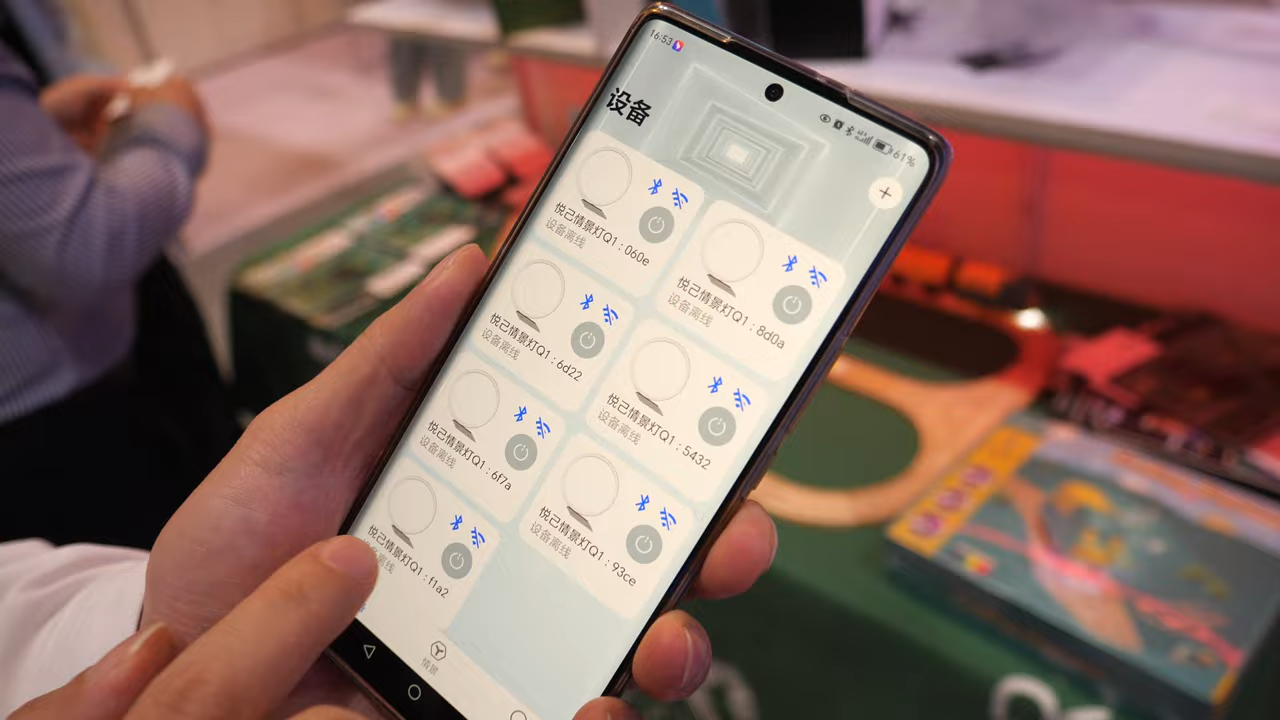 16:53
61%
设备
+
悦己情景灯Q1：060e
设备离线
悦己情景灯Q1：8d0a
设备离线
悦己情景灯Q1：6d22
设备离线
悦己情景灯Q1：5432
设备离线
悦己情景灯Q1：6f7a
设备离线
悦己情景灯Q1：93ce
设备离线
悦己情景灯Q1：f1a2
情景